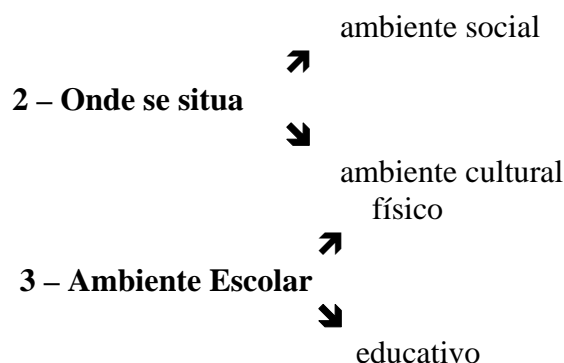 ambiente social
2 – Onde se situa
ambiente cultural
físico
3 – Ambiente Escolar
educativo